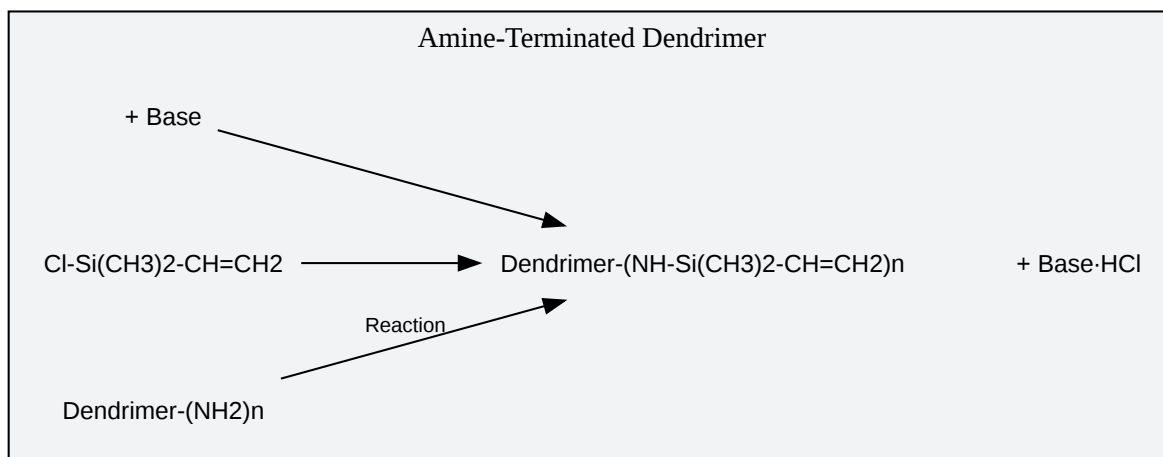 Amine-Terminated Dendrimer
+ Base
Cl-Si(CH3)2-CH=CH2
Dendrimer-(NH-Si(CH3)2-CH=CH2)n
+ Base·HCl
Reaction
Dendrimer-(NH2)n